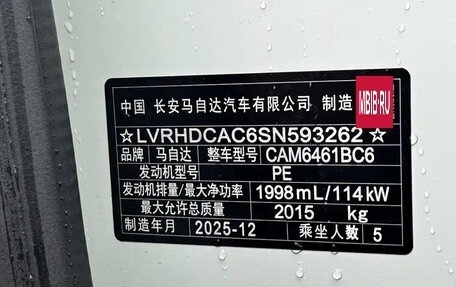 中国 长安马自达汽车有限公司 制造
MBIB.RU
☆LVRHDCAC6SN593262☆
品牌 马自达 整车型号 CAM6461BC6
发动机型号 PE
发动机排量/最大净功率 1998mL/114kW
最大允许总质量 2015 kg
制造年月 2025-12 乘坐人数 5